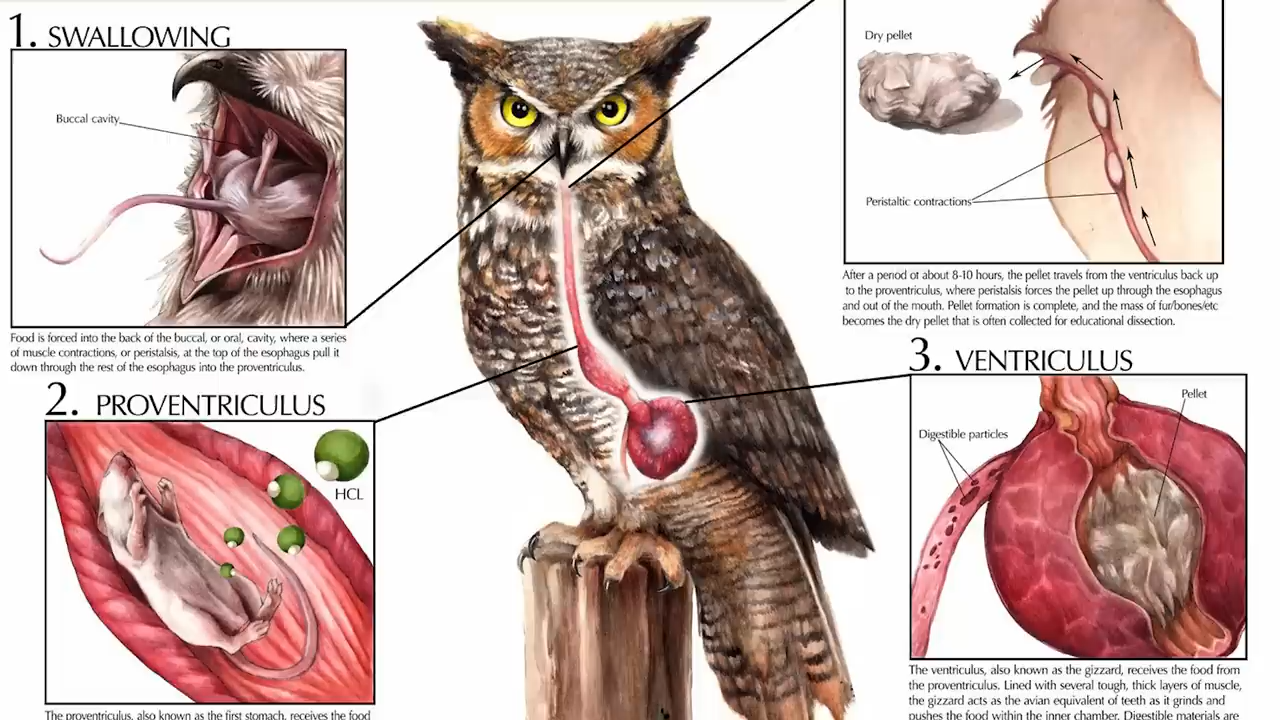 1. SWALLOWING
Buccal cavity
Food is forced into the back of the buccal, or oral, cavity, where a series
of muscle contractions, or peristalsis, at the top of the esophagus pull it
down through the rest of the esophagus into the proventriculus.
2. PROVENTRICULUS
HCL
The proventriculus, also known as the first stomach, receives the food
Dry pellet
Peristaltic contractions
After a period of about 8-10 hours, the pellet travels from the ventriculus back up
to the proventriculus, where peristalsis forces the pellet up through the esophagus
and out of the mouth. Pellet formation is complete, and the mass of fur/bones/etc
becomes the dry pellet that is often collected for educational dissection.
3. VENTRICULUS
Pellet
Digestible particles
The ventriculus, also known as the gizzard, receives the food from
the proventriculus. Lined with several tough, thick layers of muscle,
the gizzard acts as the avian equivalent of teeth as it grinds and
pushes the food within the inner chamber. Digestible materials are